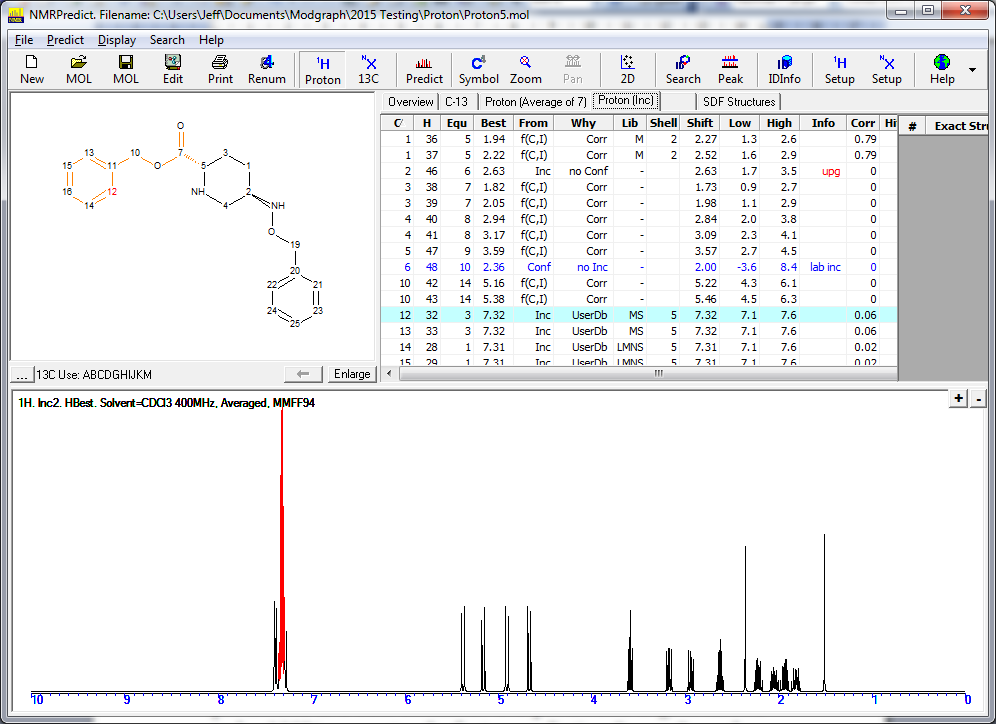 NMRPredict. Filename: C:\Users\Jeff\Documents\Modgraph\2015 Testing\Proton\Proton5.mol
File Predict Display Search Help
New MOL MOL Edit Print Renum Proton 13C Predict Symbol Zoom Pan 2D Search Peak IDInfo Setup Setup Help
Overview C-13 Proton (Average of 7) Proton (Inc) SDF Structures
C/ H Equ Best From Why Lib Shell Shift Low High Info Corr Hi # Exact Stru
1 36 5 1.94 f(C,I) Corr M 2 2.27 1.3 2.6 0.79
1 37 5 2.22 f(C,I) Corr M 2 2.52 1.6 2.9 0.79
2 46 6 2.63 Inc no Conf - 2.63 1.7 3.5 upg 0
3 38 7 1.82 f(C,I) Corr - 1.73 0.9 2.7 0
3 39 7 2.05 f(C,I) Corr - 1.98 1.1 2.9 0
4 40 8 2.94 f(C,I) Corr - 2.84 2.0 3.8 0
4 41 8 3.17 f(C,I) Corr - 3.09 2.3 4.1 0
5 47 9 3.59 f(C,I) Corr - 3.57 2.7 4.5 0
6 48 10 2.36 Conf no Inc - 2.00 -3.6 8.4 lab inc 0
10 42 14 5.16 f(C,I) Corr - 5.22 4.3 6.1 0
10 43 14 5.38 f(C,I) Corr - 5.46 4.5 6.3 0
12 32 3 7.32 Inc UserDb MS 5 7.32 7.1 7.6 0.06
13 33 3 7.32 Inc UserDb MS 5 7.32 7.1 7.6 0.06
14 28 1 7.31 Inc UserDb LMNS 5 7.31 7.1 7.6 0.02
15 29 1 7.31 Inc UserDb LMNS 5 7.31 7.1 7.6 0.02
O
13 10 7 3
15 11 O 5 1
16 12 NH 2
14 4 NH
O
19
20
22 21
24 23
25
... 13C Use: ABCDGHIJKM Enlarge
1H. Inc2. HBest. Solvent=CDCl3 400MHz, Averaged, MMFF94
+ -
10 9 8 7 6 5 4 3 2 1 0